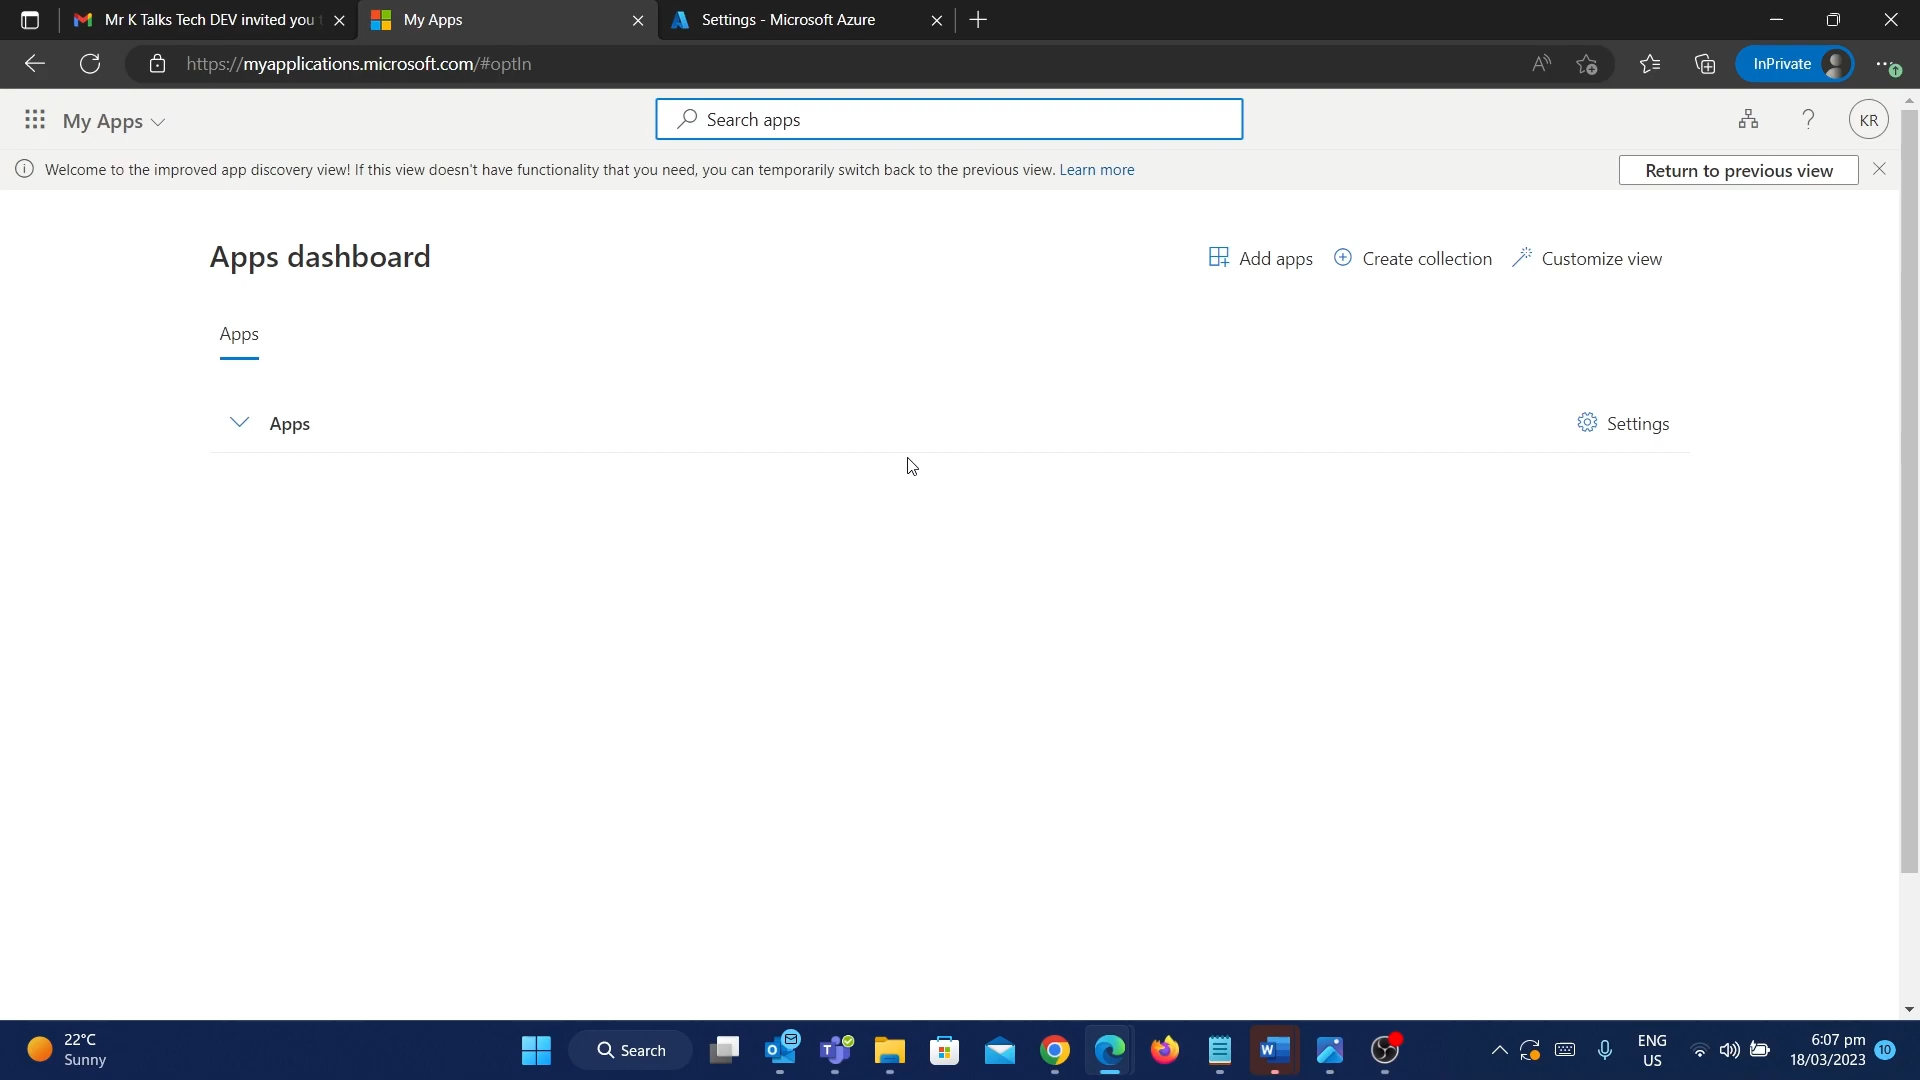 Mr K Talks Tech DEV invited you
My Apps
Settings - Microsoft Azure
https://myapplications.microsoft.com/#optIn
InPrivate
My Apps
Search apps
KR
Welcome to the improved app discovery view! If this view doesn't have functionality that you need, you can temporarily switch back to the previous view. Learn more
Return to previous view
Apps dashboard
Add apps
Create collection
Customize view
Apps
Apps
Settings
22°C
Sunny
Search
ENG
US
6:07 pm
18/03/2023
10